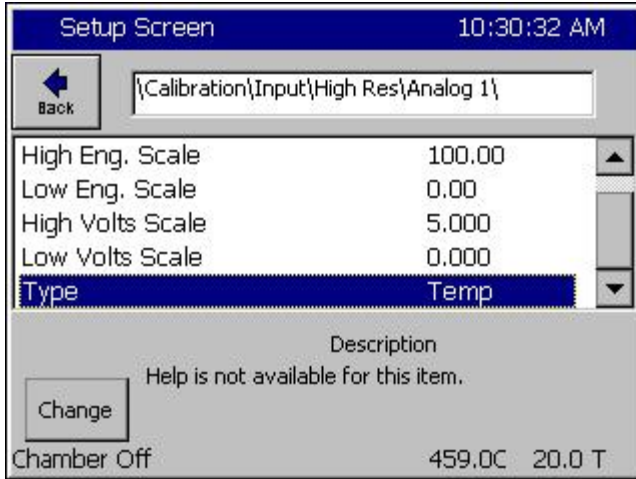 Setup Screen 10:30:32 AM
Back
\Calibration\Input\High Res\Analog 1\
High Eng. Scale 100.00
Low Eng. Scale 0.00
High Volts Scale 5.000
Low Volts Scale 0.000
Type Temp
Description
Help is not available for this item.
Change
Chamber Off 459.0C 20.0 T